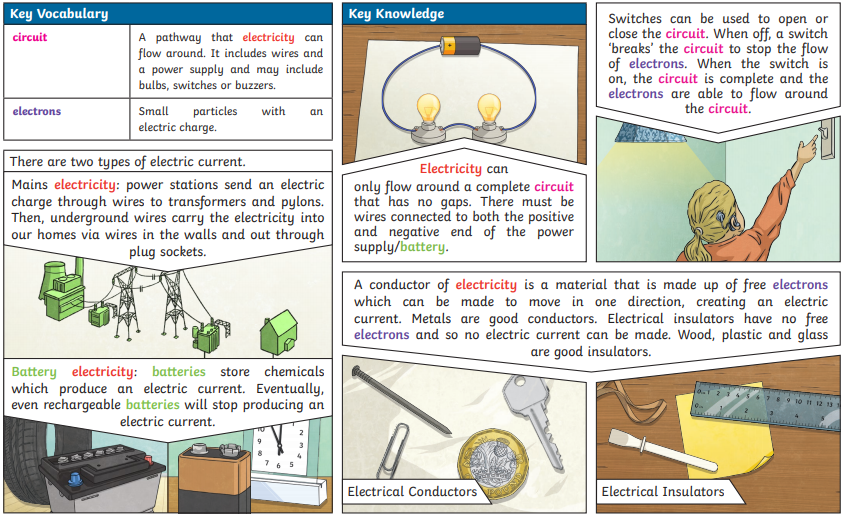 Key Vocabulary
circuit
A pathway that electricity can
flow around. It includes wires and
a power supply and may include
bulbs, switches or buzzers.
electrons
Small particles with an
electric charge.
There are two types of electric current.
Mains electricity: power stations send an electric
charge through wires to transformers and pylons.
Then, underground wires carry the electricity into
our homes via wires in the walls and out through
plug sockets.
Battery electricity: batteries store chemicals
which produce an electric current. Eventually,
even rechargeable batteries will stop producing an
electric current.
Key Knowledge
Electricity can
only flow around a complete circuit
that has no gaps. There must be
wires connected to both the positive
and negative end of the power
supply/battery.
Switches can be used to open or
close the circuit. When off, a switch
‘breaks’ the circuit to stop the flow
of electrons. When the switch is
on, the circuit is complete and the
electrons are able to flow around
the circuit.
A conductor of electricity is a material that is made up of free electrons
which can be made to move in one direction, creating an electric
current. Metals are good conductors. Electrical insulators have no free
electrons and so no electric current can be made. Wood, plastic and glass
are good insulators.
Electrical Conductors
Electrical Insulators